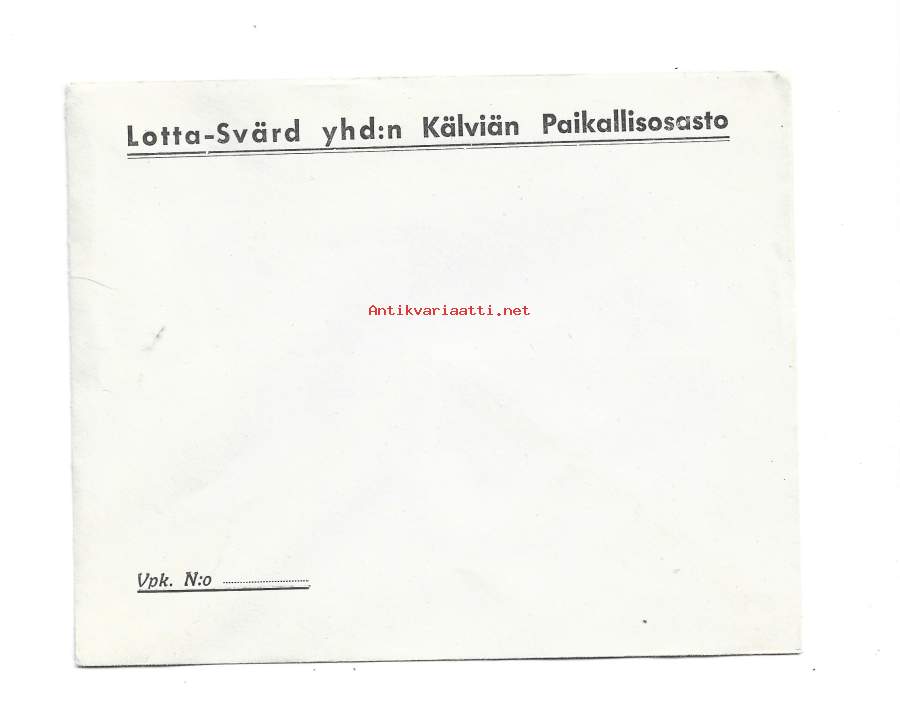 Lotta-Svärd yhd:n Kälviän Paikallisosasto
Antikvariaatti.net
Vpk. N:o ....................